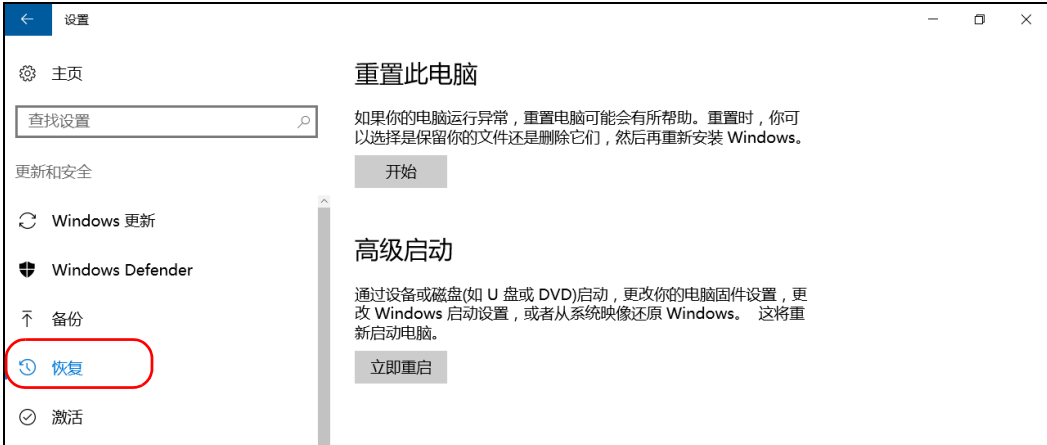 设置
主页
查找设置
更新和安全
Windows 更新
Windows Defender
备份
恢复
激活
重置此电脑
如果你的电脑运行异常，重置电脑可能会有所帮助。重置时，你可
以选择是保留你的文件还是删除它们，然后再重新安装 Windows。
开始
高级启动
通过设备或磁盘(如 U 盘或 DVD)启动，更改你的电脑固件设置，更
改 Windows 启动设置，或者从系统映像还原 Windows。 这将重
新启动电脑。
立即重启